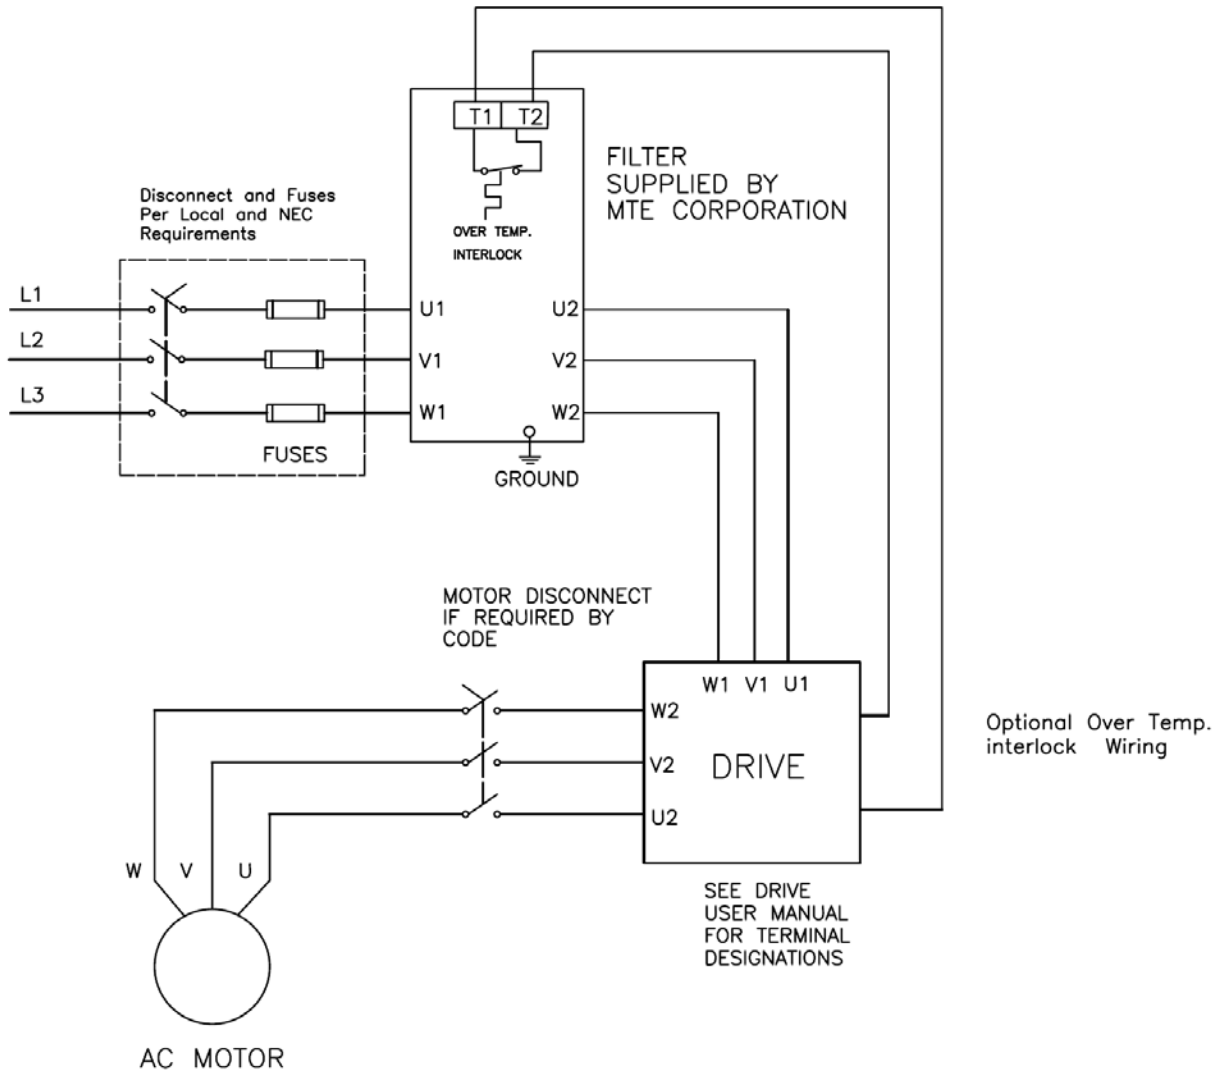 T1 T2
FILTER
SUPPLIED BY
MTE CORPORATION
Disconnect and Fuses
Per Local and NEC
Requirements
OVER TEMP.
INTERLOCK
L1
U1
U2
L2
V1
V2
L3
W1
W2
FUSES
GROUND
MOTOR DISCONNECT
IF REQUIRED BY
CODE
W1 V1 U1
W2
V2
U2
DRIVE
Optional Over Temp.
interlock Wiring
W V U
SEE DRIVE
USER MANUAL
FOR TERMINAL
DESIGNATIONS
AC MOTOR